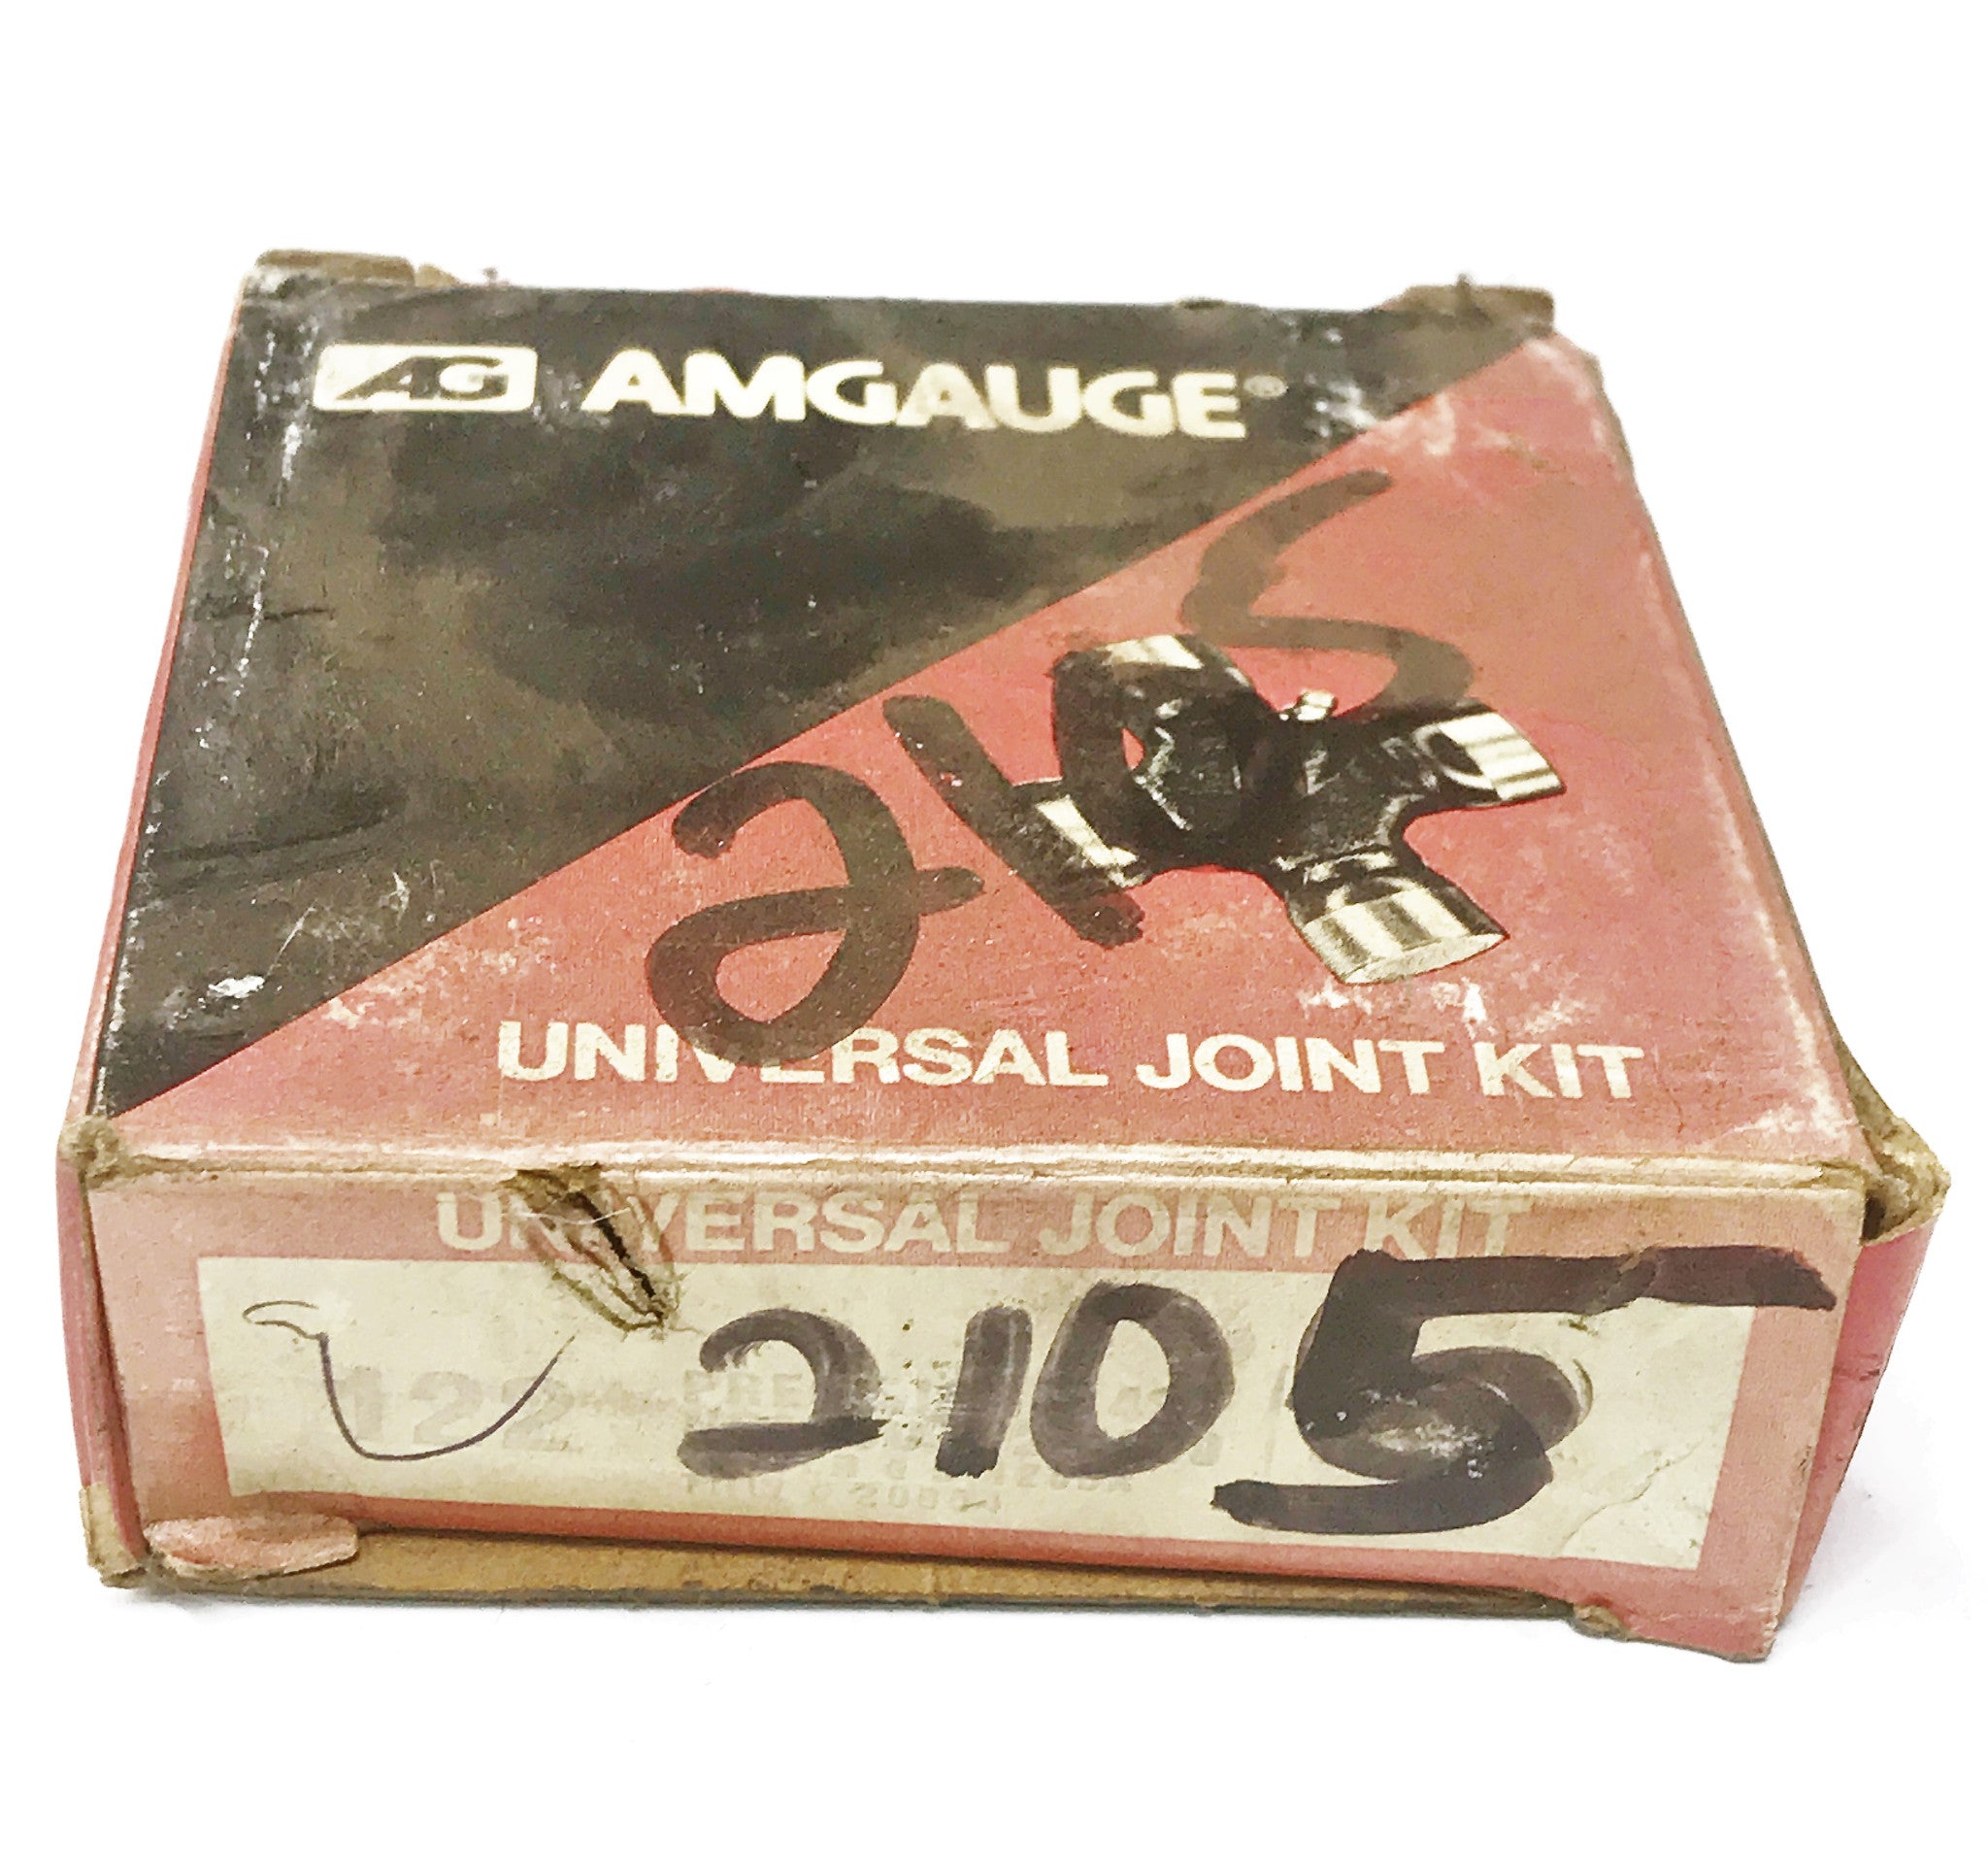 AG AMGAUGE®
2105
UNIVERSAL JOINT KIT
UNIVERSAL JOINT KIT
2105
122